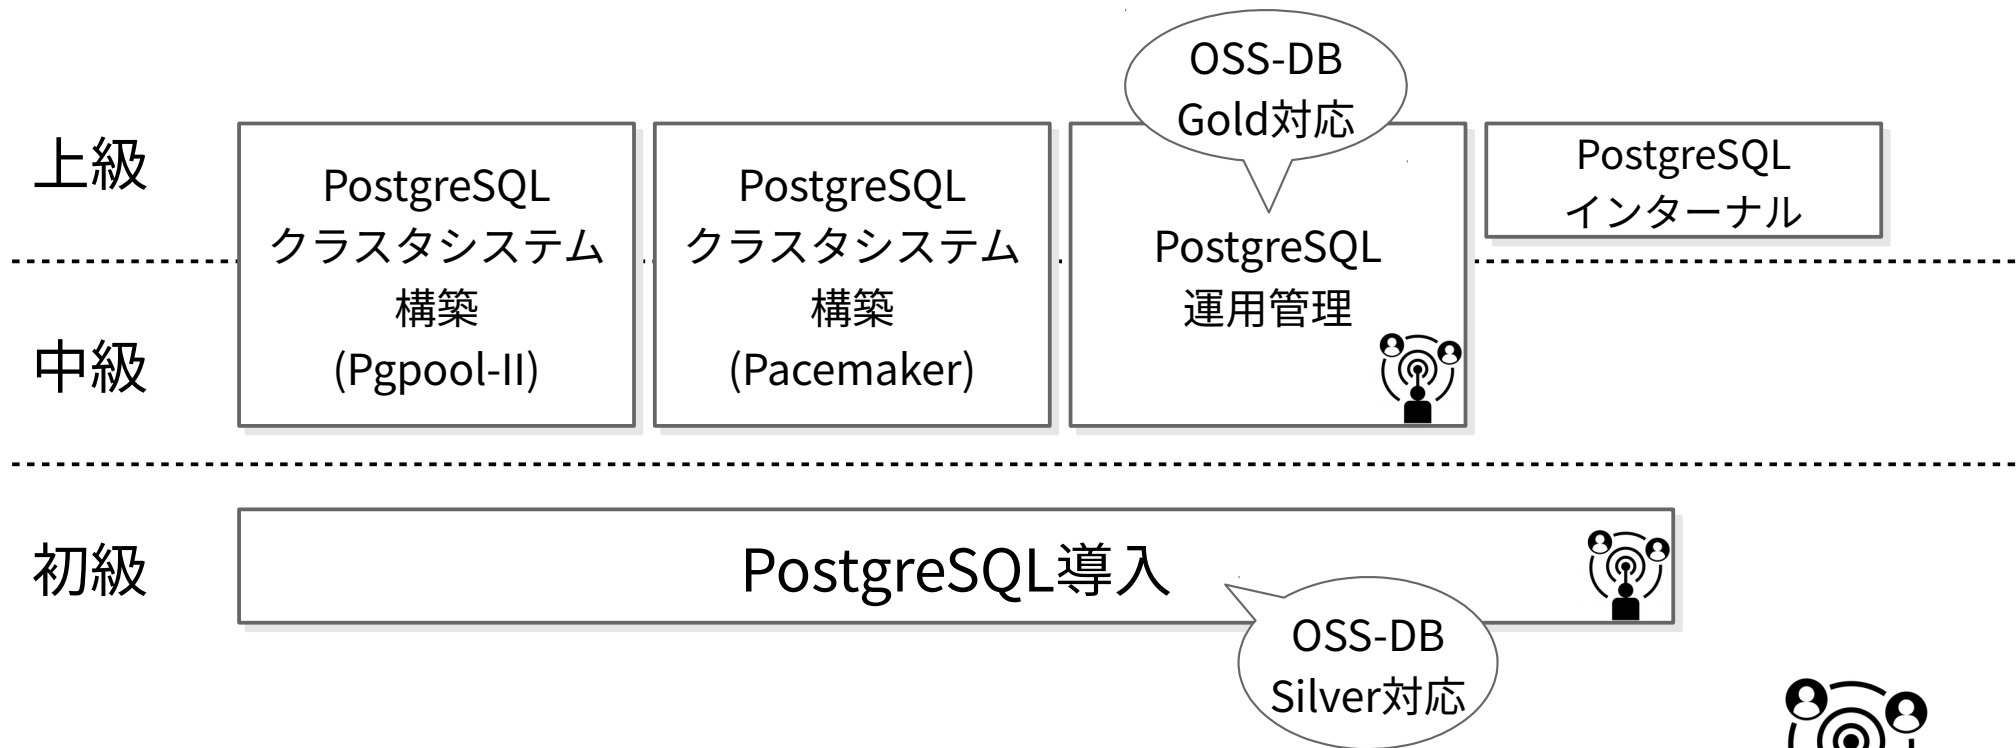 OSS-DB
Gold対応
上級
PostgreSQL
クラスタシステム
構築
(Pgpool-II)
PostgreSQL
クラスタシステム
構築
(Pacemaker)
PostgreSQL
運用管理
PostgreSQL
インターナル
中級
初級
PostgreSQL導入
OSS-DB
Silver対応